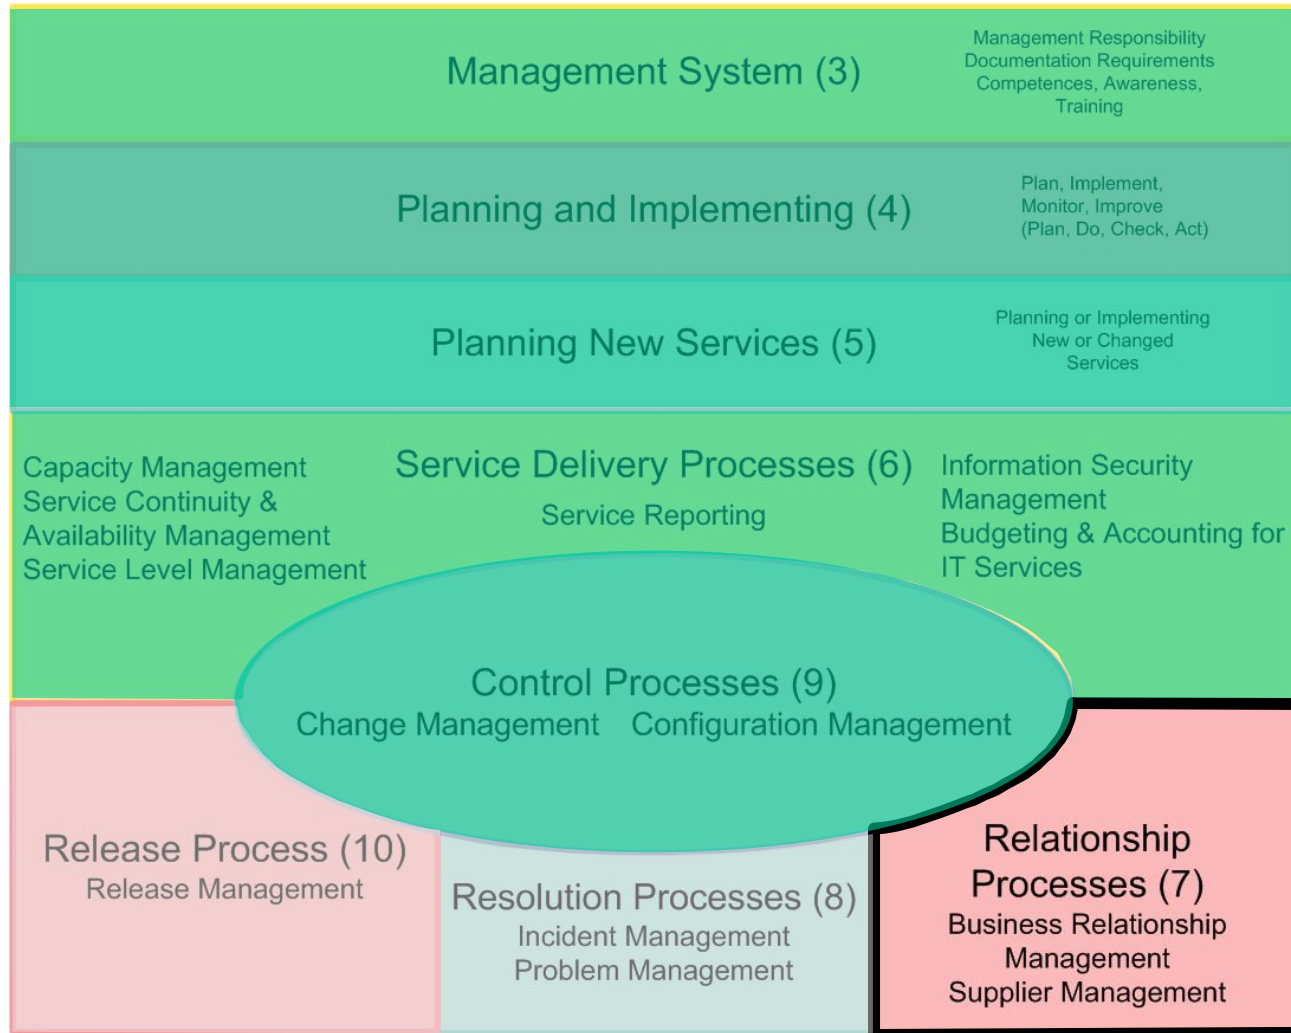 Management System (3)
Management Responsibility
Documentation Requirements
Competences, Awareness,
Training
Planning and Implementing (4)
Plan, Implement,
Monitor, Improve
(Plan, Do, Check, Act)
Planning New Services (5)
Planning or Implementing
New or Changed
Services
Capacity Management
Service Continuity &
Availability Management
Service Level Management
Service Delivery Processes (6)
Service Reporting
Information Security
Management
Budgeting & Accounting for
IT Services
Control Processes (9)
Change Management Configuration Management
Release Process (10)
Release Management
Resolution Processes (8)
Incident Management
Problem Management
Relationship
Processes (7)
Business Relationship
Management
Supplier Management